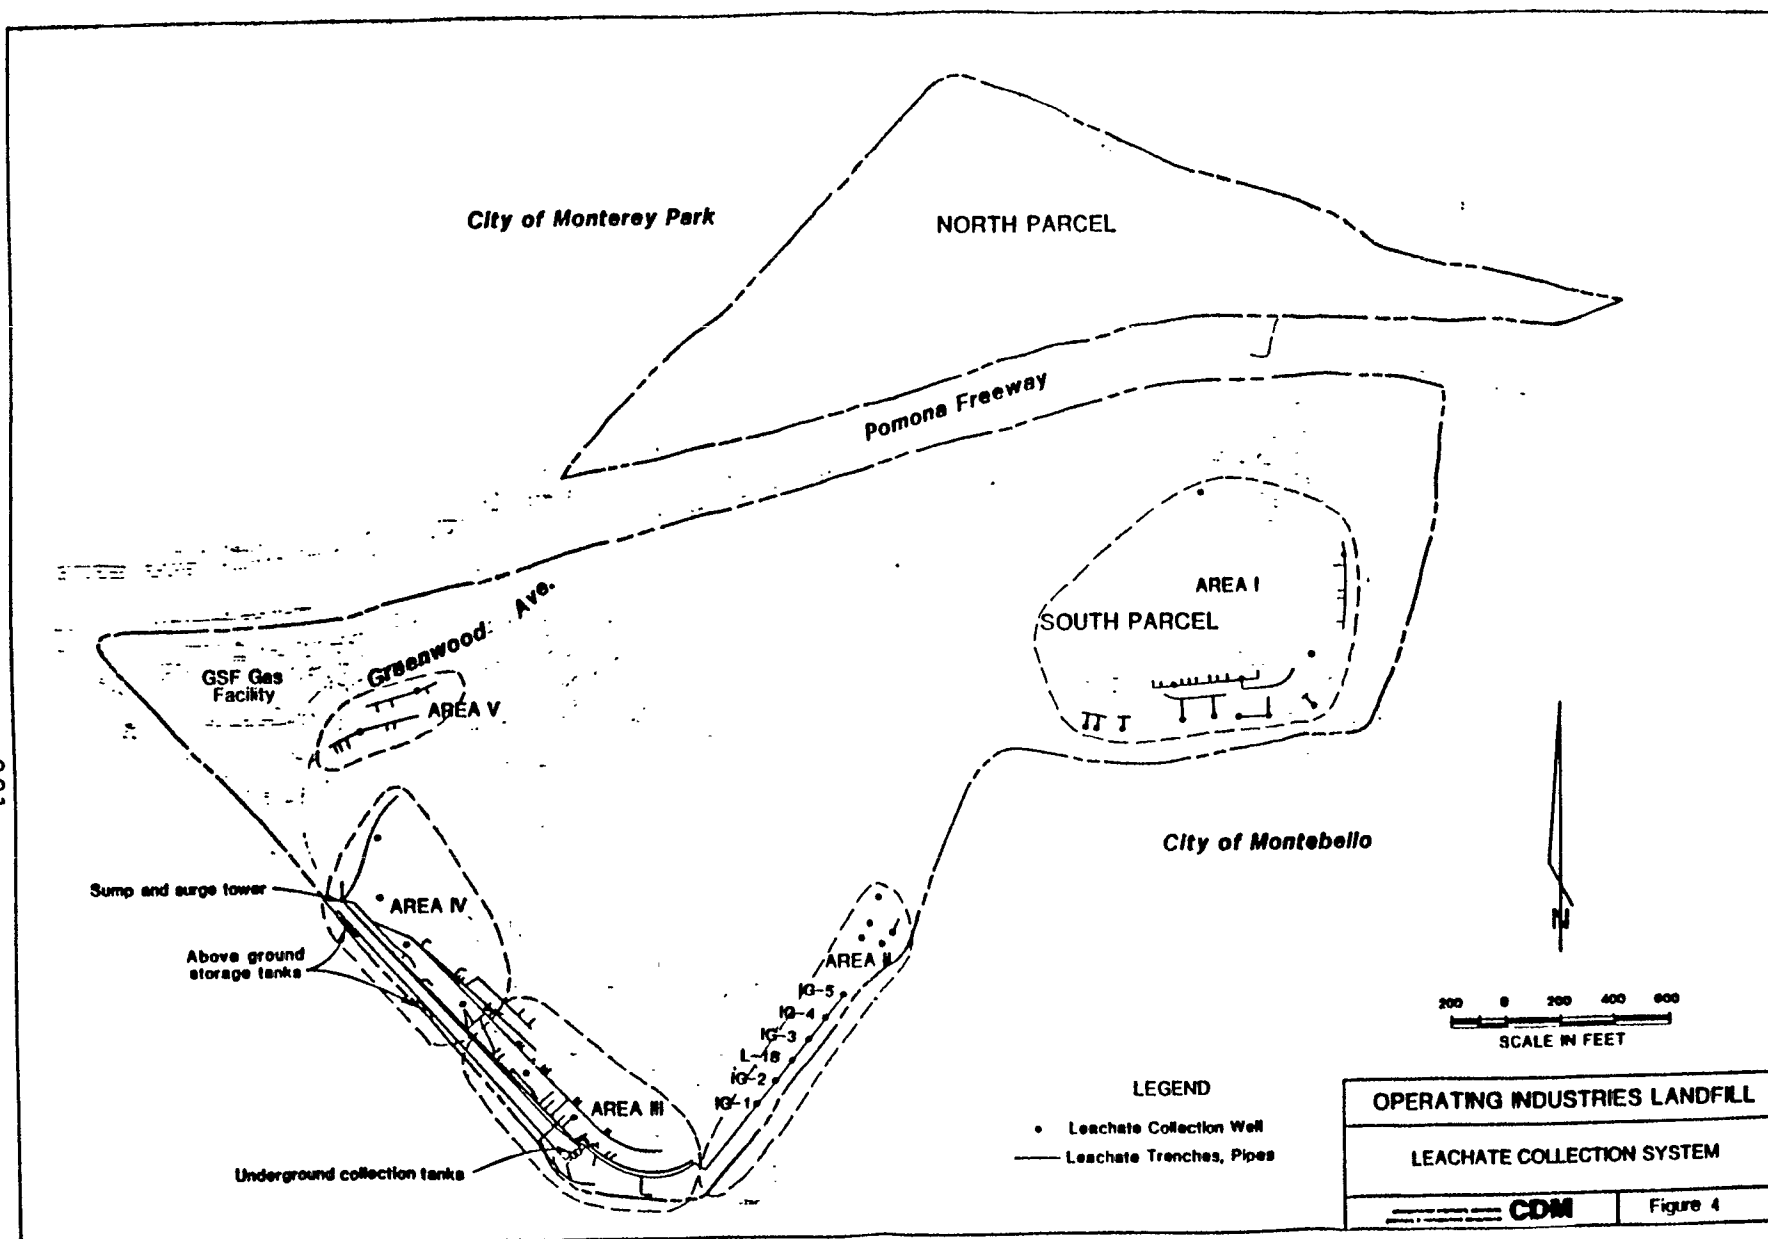 City of Monterey Park
NORTH PARCEL
Pomona Freeway
Greenwood Ave.
GSF Gas
Facility
AREA V
AREA I
SOUTH PARCEL
City of Montebello
Sump and surge tower
AREA IV
Above ground
storage tanks
AREA II
IG-5
IG-4
IG-3
L-18
IG-2
IG-1
AREA III
Underground collection tanks
N
200 0 200 400 600
SCALE IN FEET
LEGEND
Leachate Collection Well
Leachate Trenches, Pipes
OPERATING INDUSTRIES LANDFILL
LEACHATE COLLECTION SYSTEM
CDM
Figure 4